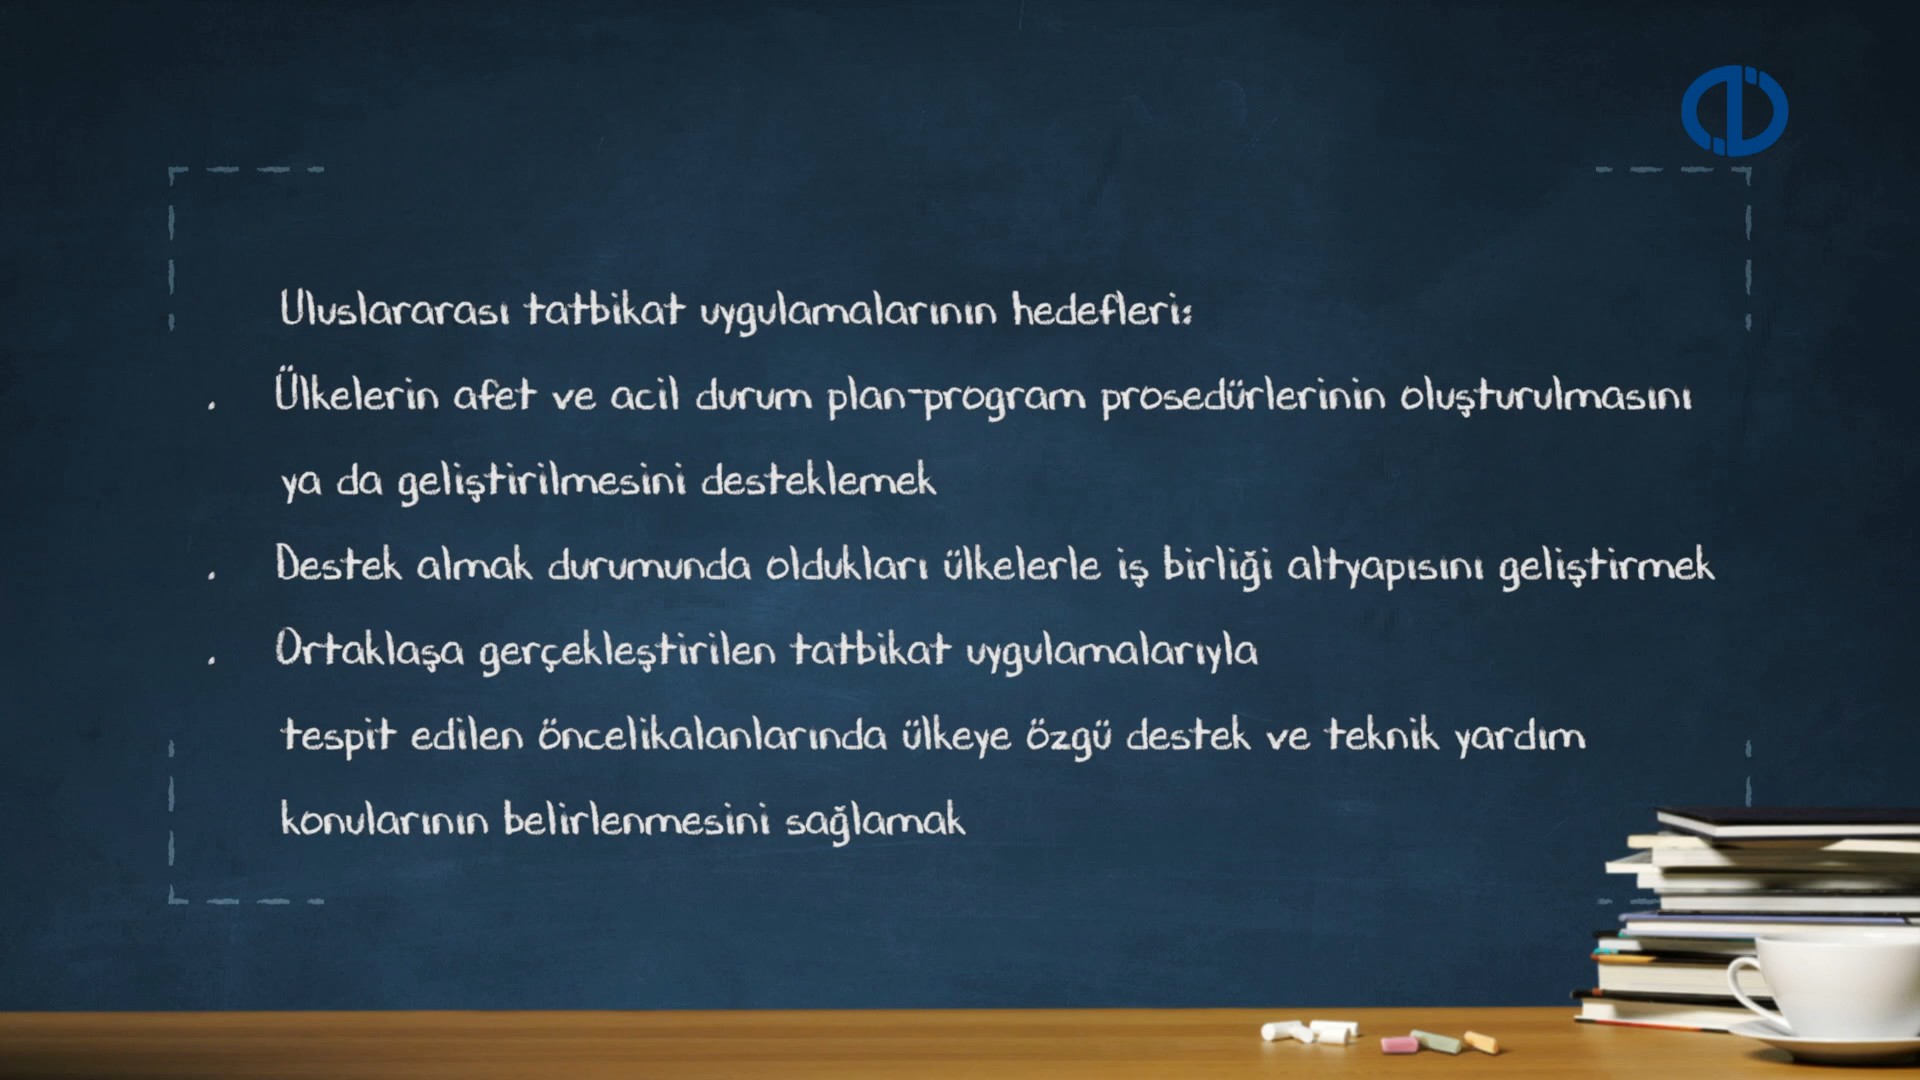 Uluslararası tatbikat uygulamalarının hedefleri:
. Ülkelerin afet ve acil durum plan-program prosedürlerinin oluşturulmasını
ya da geliştirilmesini desteklemek
. Destek almak durumunda oldukları ülkelerle iş birliği altyapısını geliştirmek
. Ortaklaşa gerçekleştirilen tatbikat uygulamalarıyla
tespit edilen öncelikalanlarında ülkeye özgü destek ve teknik yardım
konularının belirlenmesini sağlamak